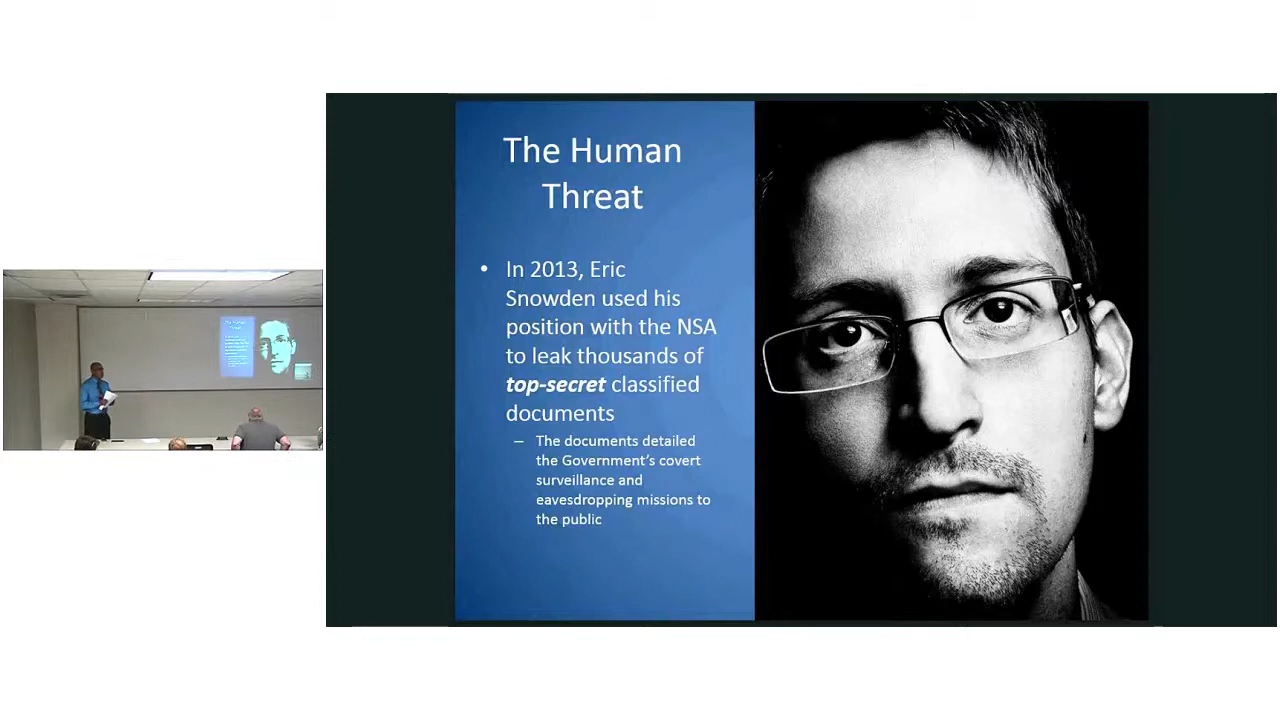 The Human
Threat
• In 2013, Eric
Snowden used his
position with the NSA
to leak thousands of
top-secret classified
documents
– The documents detailed
the Government's covert
surveillance and
eavesdropping missions to
the public